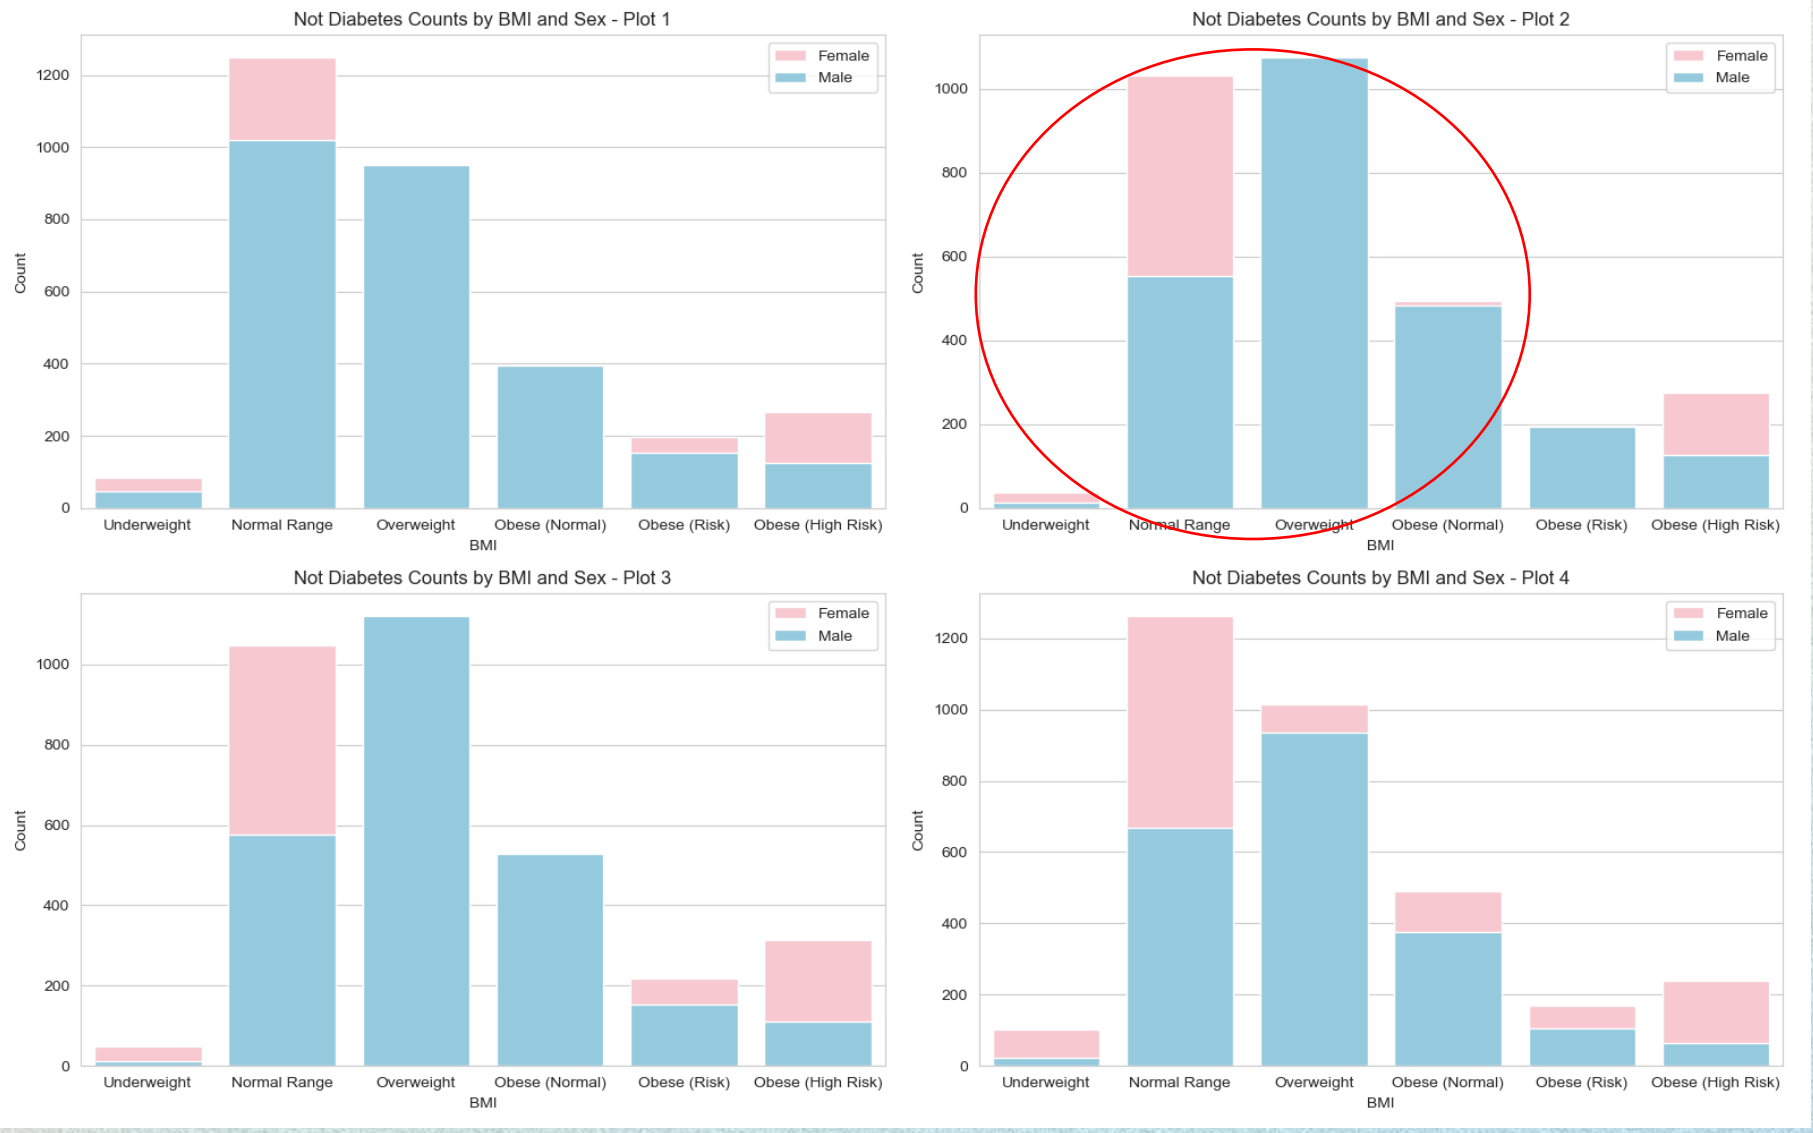 Not Diabetes Counts by BMI and Sex - Plot 1
Female
Male
1200
1000
800
600
400
200
0
Count
Underweight Normal Range Overweight Obese (Normal) Obese (Risk) Obese (High Risk)
BMI
Not Diabetes Counts by BMI and Sex - Plot 2
Female
Male
1000
800
600
400
200
0
Count
Underweight Normal Range Overweight Obese (Normal) Obese (Risk) Obese (High Risk)
BMI
Not Diabetes Counts by BMI and Sex - Plot 3
Female
Male
1000
800
600
400
200
0
Count
Underweight Normal Range Overweight Obese (Normal) Obese (Risk) Obese (High Risk)
BMI
Not Diabetes Counts by BMI and Sex - Plot 4
Female
Male
1200
1000
800
600
400
200
0
Count
Underweight Normal Range Overweight Obese (Normal) Obese (Risk) Obese (High Risk)
BMI